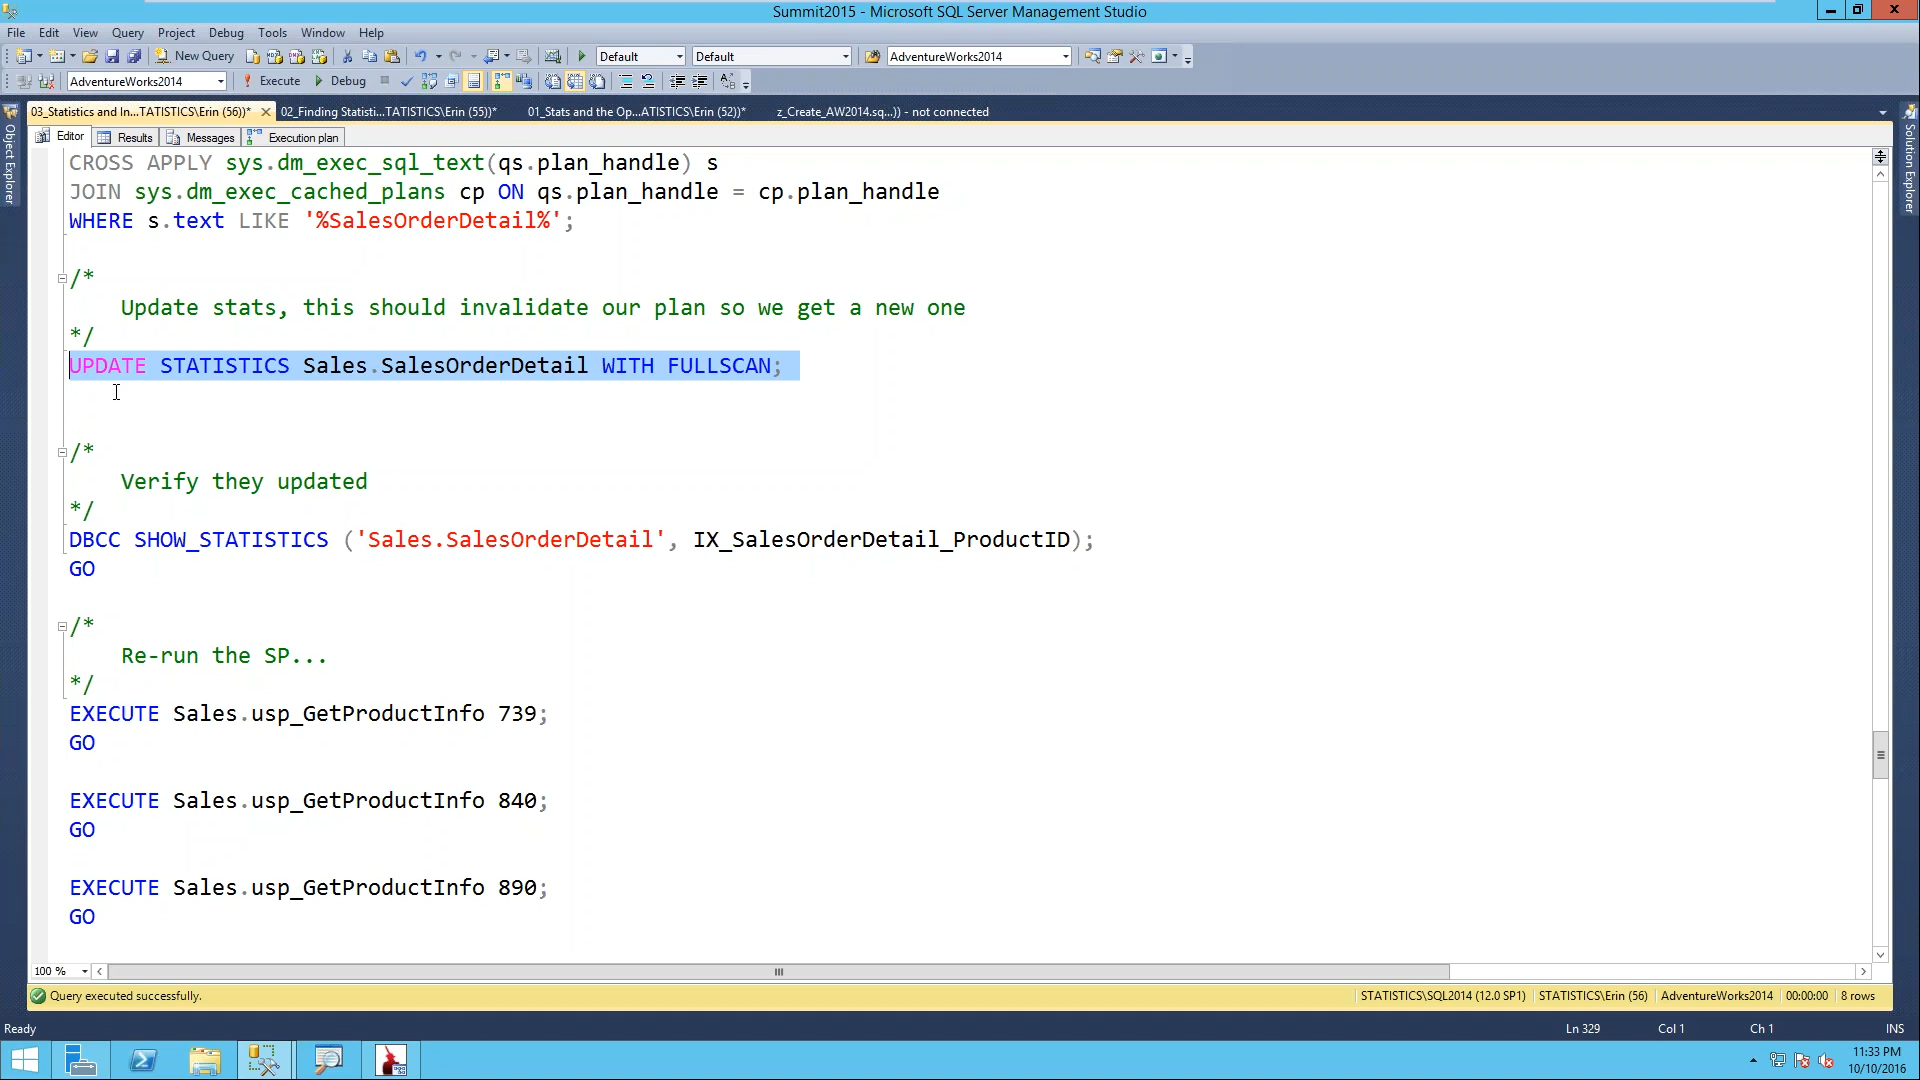 Summit2015 - Microsoft SQL Server Management Studio
File Edit View Query Project Debug Tools Window Help
New Query Default Default AdventureWorks2014
AdventureWorks2014 Execute Debug
03_Statistics and In...TATISTICS\Erin (56))* 02_Finding Statisti...TATISTICS\Erin (55))* 01_Stats and the Op...ATISTICS\Erin (52))* z_Create_AW2014.sq...)) - not connected
Object Explorer
Solution Explorer
Editor Results Messages Execution plan
CROSS APPLY sys.dm_exec_sql_text(qs.plan_handle) s
JOIN sys.dm_exec_cached_plans cp ON qs.plan_handle = cp.plan_handle
WHERE s.text LIKE '%SalesOrderDetail%';
/*
Update stats, this should invalidate our plan so we get a new one
*/
UPDATE STATISTICS Sales.SalesOrderDetail WITH FULLSCAN;
/*
Verify they updated
*/
DBCC SHOW_STATISTICS ('Sales.SalesOrderDetail', IX_SalesOrderDetail_ProductID);
GO
/*
Re-run the SP...
*/
EXECUTE Sales.usp_GetProductInfo 739;
GO
EXECUTE Sales.usp_GetProductInfo 840;
GO
EXECUTE Sales.usp_GetProductInfo 890;
GO
100 %
Query executed successfully. STATISTICS\SQL2014 (12.0 SP1) STATISTICS\Erin (56) AdventureWorks2014 00:00:00 8 rows
Ready Ln 329 Col 1 Ch 1 INS
11:33 PM
10/10/2016